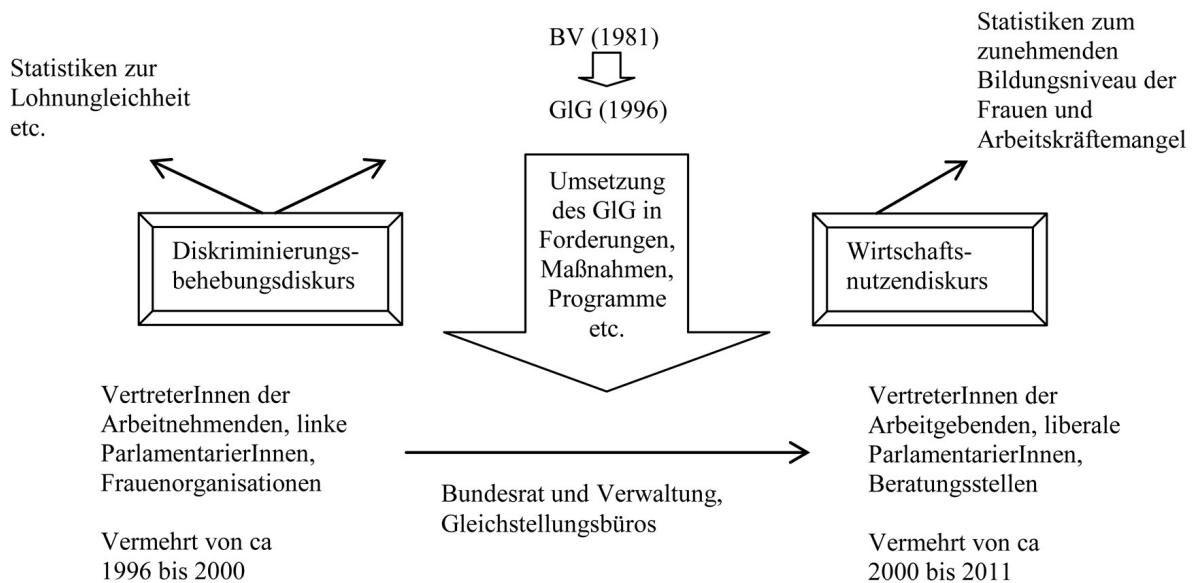 BV (1981)
GlG (1996)
Statistiken zur
Lohnungleichheit
etc.
Statistiken zum
zunehmenden
Bildungsniveau der
Frauen und
Arbeitskräftemangel
Diskriminierungs-
behebungsdiskurs
Umsetzung
des GlG in
Forderungen,
Maßnahmen,
Programme
etc.
Wirtschafts-
nutzendiskurs
VertreterInnen der
Arbeitnehmenden, linke
ParlamentarierInnen,
Frauenorganisationen
Vermehrt von ca
1996 bis 2000
Bundesrat und Verwaltung,
Gleichstellungsbüros
VertreterInnen der
Arbeitgebenden, liberale
ParlamentarierInnen,
Beratungsstellen
Vermehrt von ca
2000 bis 2011